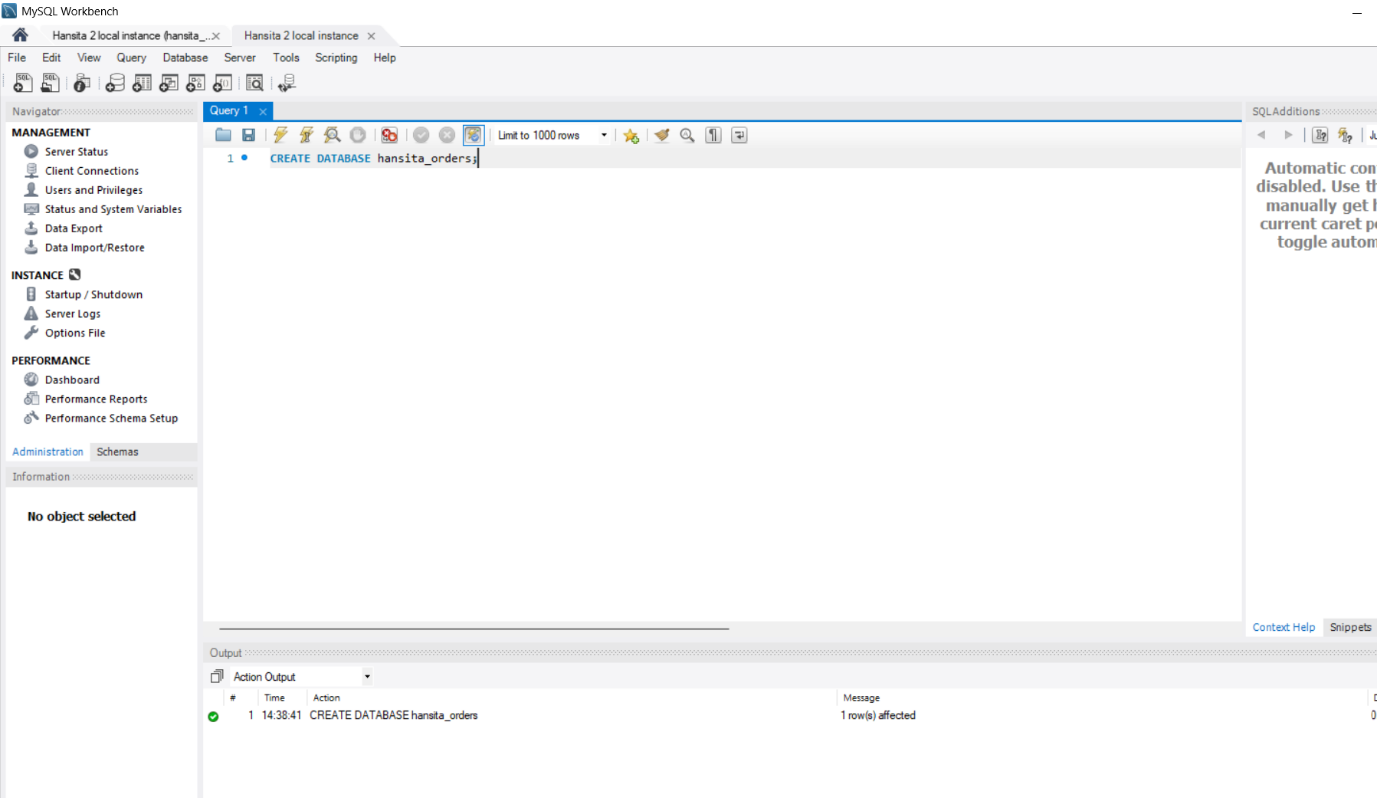 MySQL Workbench
Hansita 2 local instance (hansita_... × Hansita 2 local instance ×
File Edit View Query Database Server Tools Scripting Help
Navigator
MANAGEMENT
Server Status
Client Connections
Users and Privileges
Status and System Variables
Data Export
Data Import/Restore
INSTANCE
Startup / Shutdown
Server Logs
Options File
PERFORMANCE
Dashboard
Performance Reports
Performance Schema Setup
Administration Schemas
Information
No object selected
Query 1 ×
Limit to 1000 rows
1 CREATE DATABASE hansita_orders;
SQLAdditions
Automatic con
disabled. Use th
manually get h
current caret po
toggle autom
Context Help Snippets
Output
Action Output
# Time Action Message
1 14:38:41 CREATE DATABASE hansita_orders 1 row(s) affected 0